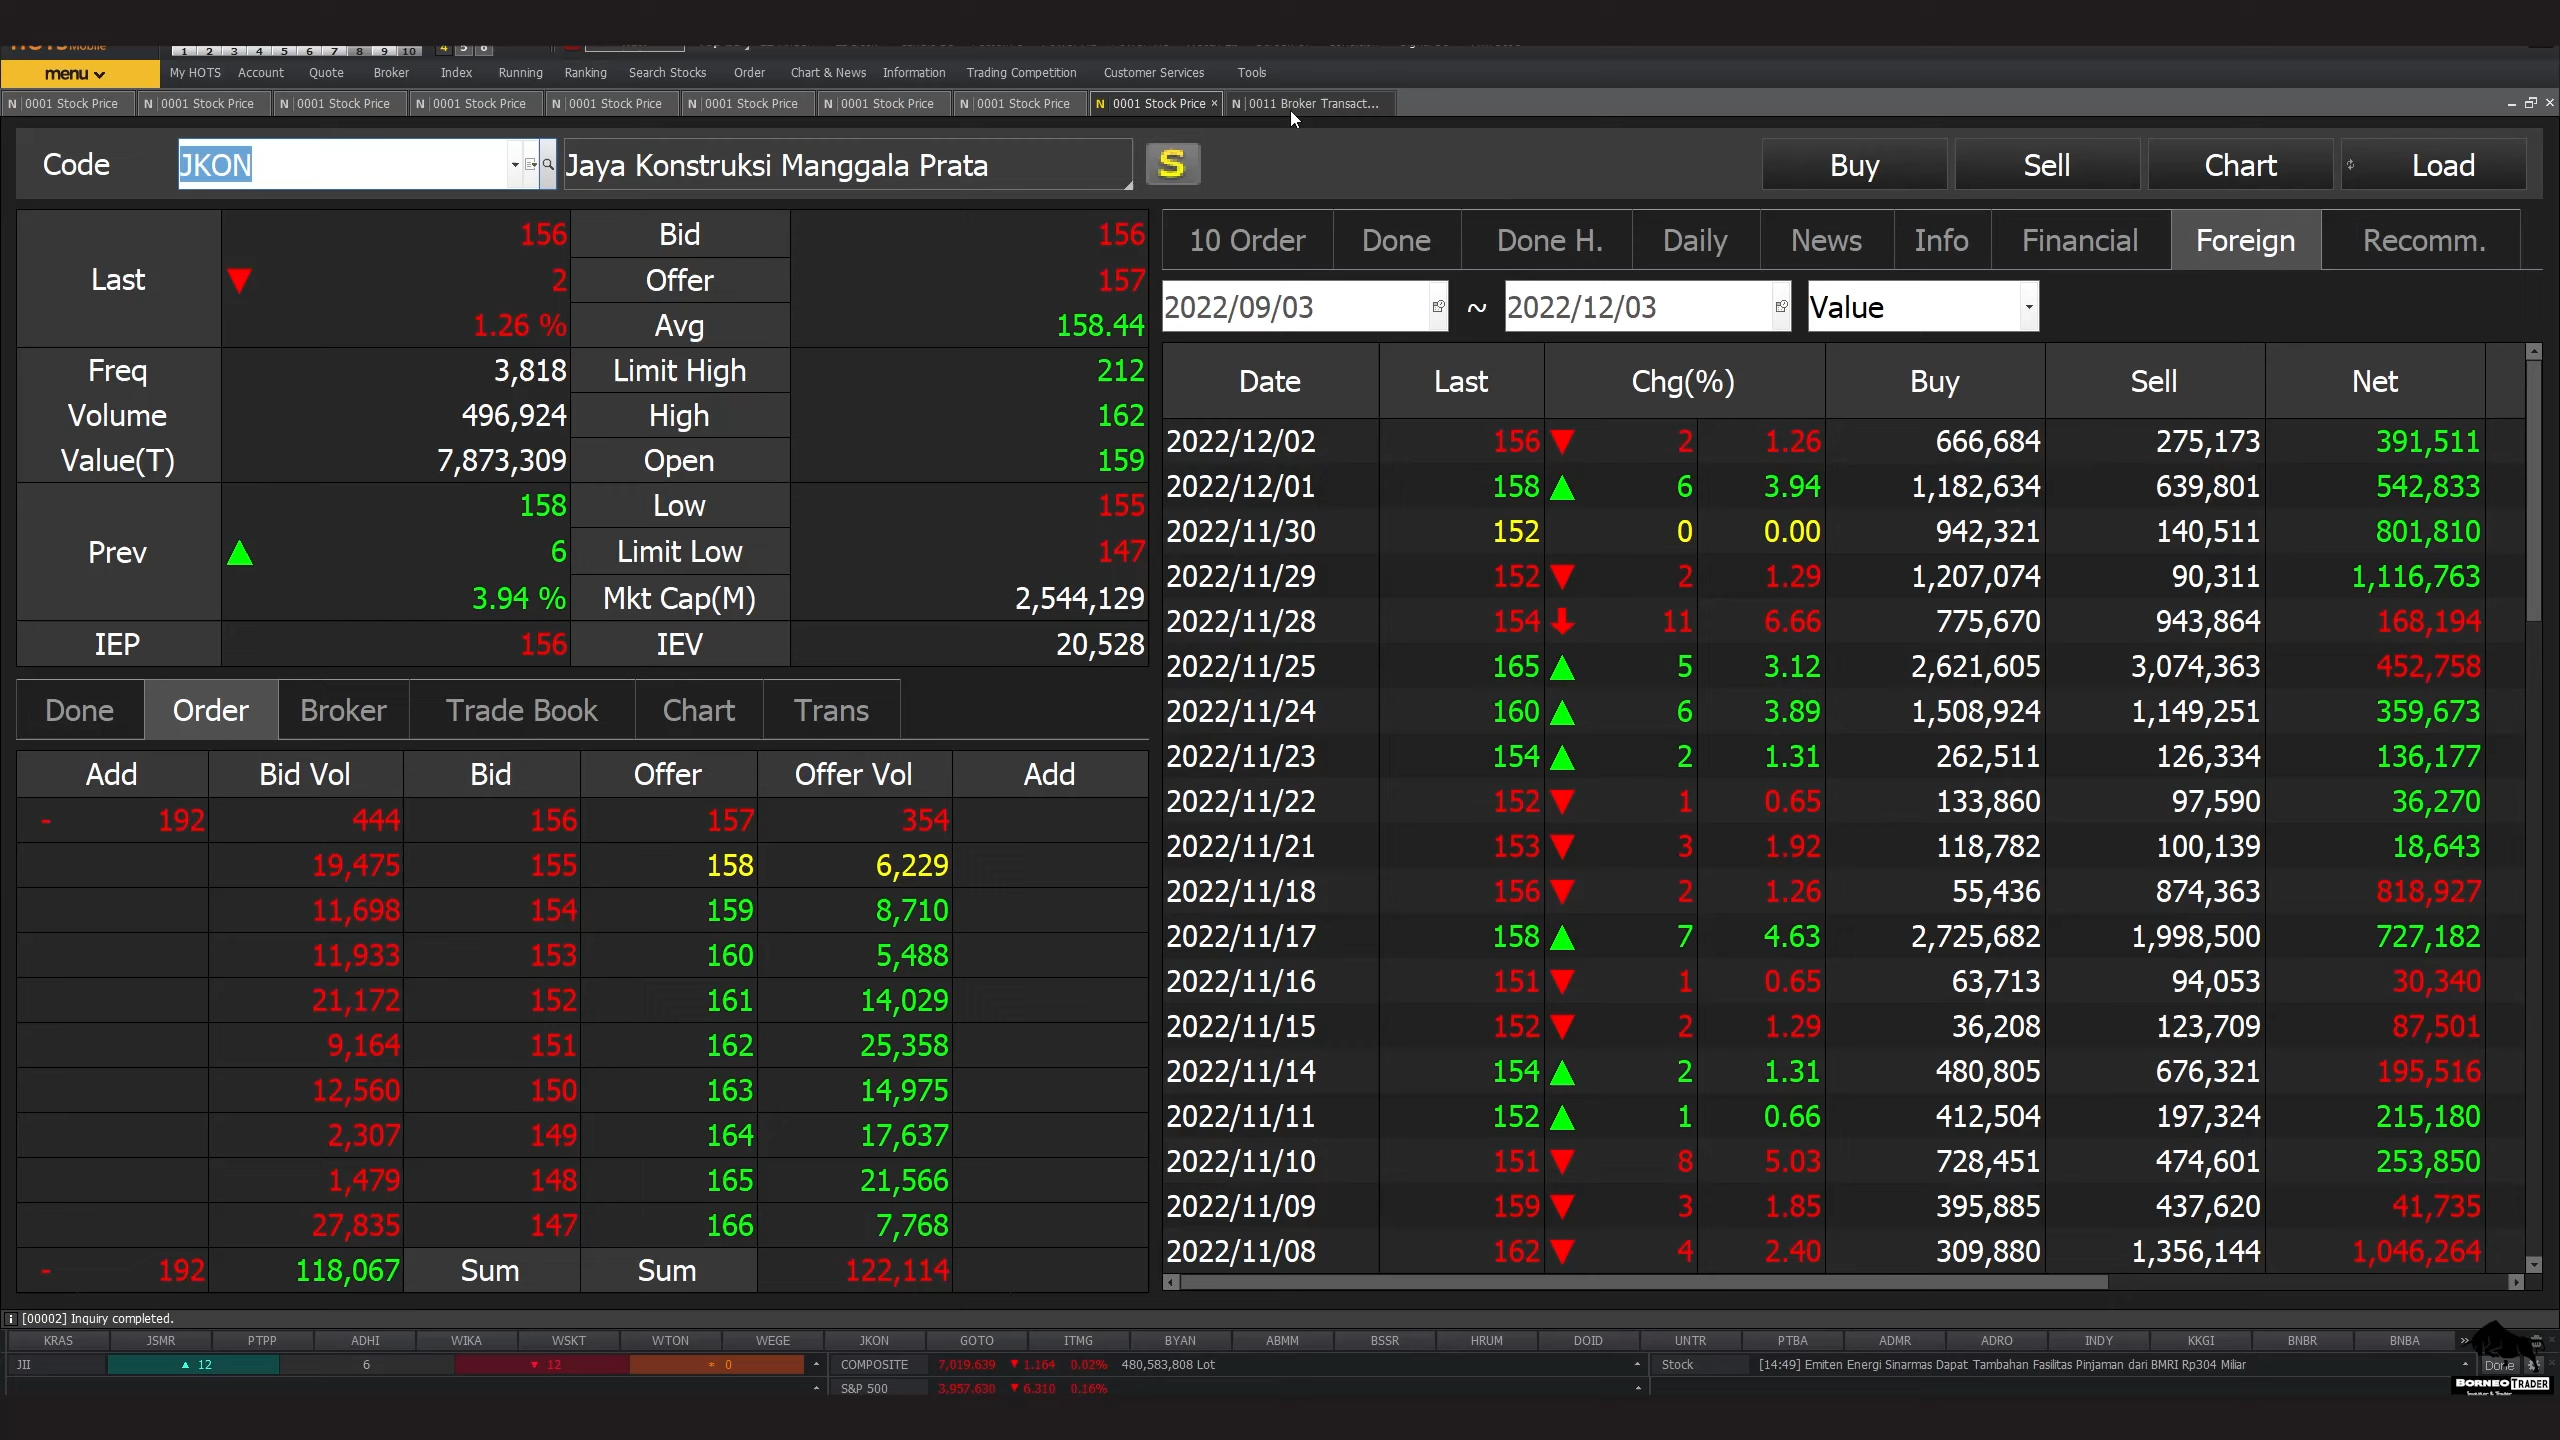 1 2 3 4 5 6 7 8 9 10 4 5 6
menu My HOTS Account Quote Broker Index Running Ranking Search Stocks Order Chart & News Information Trading Competition Customer Services Tools
N 0001 Stock Price N 0001 Stock Price N 0001 Stock Price N 0001 Stock Price N 0001 Stock Price N 0001 Stock Price N 0001 Stock Price N 0001 Stock Price N 0001 Stock Price × N 0011 Broker Transact...
Code JKON Jaya Konstruksi Manggala Prata S Buy Sell Chart Load
Last 156 Bid 156
▼ 2 Offer 157
1.26 % Avg 158.44
Freq 3,818 Limit High 212
Volume 496,924 High 162
Value(T) 7,873,309 Open 159
Prev 158 Low 155
▲ 6 Limit Low 147
3.94 % Mkt Cap(M) 2,544,129
IEP 156 IEV 20,528
Done Order Broker Trade Book Chart Trans
Add Bid Vol Bid Offer Offer Vol Add
- 192 444 156 157 354
19,475 155 158 6,229
11,698 154 159 8,710
11,933 153 160 5,488
21,172 152 161 14,029
9,164 151 162 25,358
12,560 150 163 14,975
2,307 149 164 17,637
1,479 148 165 21,566
27,835 147 166 7,768
- 192 118,067 Sum Sum 122,114
10 Order Done Done H. Daily News Info Financial Foreign Recomm.
2022/09/03 ~ 2022/12/03 Value
Date Last Chg(%) Buy Sell Net
2022/12/02 156 ▼ 2 1.26 666,684 275,173 391,511
2022/12/01 158 ▲ 6 3.94 1,182,634 639,801 542,833
2022/11/30 152 0 0.00 942,321 140,511 801,810
2022/11/29 152 ▼ 2 1.29 1,207,074 90,311 1,116,763
2022/11/28 154 ⬇ 11 6.66 775,670 943,864 168,194
2022/11/25 165 ▲ 5 3.12 2,621,605 3,074,363 452,758
2022/11/24 160 ▲ 6 3.89 1,508,924 1,149,251 359,673
2022/11/23 154 ▲ 2 1.31 262,511 126,334 136,177
2022/11/22 152 ▼ 1 0.65 133,860 97,590 36,270
2022/11/21 153 ▼ 3 1.92 118,782 100,139 18,643
2022/11/18 156 ▼ 2 1.26 55,436 874,363 818,927
2022/11/17 158 ▲ 7 4.63 2,725,682 1,998,500 727,182
2022/11/16 151 ▼ 1 0.65 63,713 94,053 30,340
2022/11/15 152 ▼ 2 1.29 36,208 123,709 87,501
2022/11/14 154 ▲ 2 1.31 480,805 676,321 195,516
2022/11/11 152 ▲ 1 0.66 412,504 197,324 215,180
2022/11/10 151 ▼ 8 5.03 728,451 474,601 253,850
2022/11/09 159 ▼ 3 1.85 395,885 437,620 41,735
2022/11/08 162 ▼ 4 2.40 309,880 1,356,144 1,046,264
[00002] Inquiry completed.
KRAS JSMR PTPP ADHI WIKA WSKT WTON WEGE JKON GOTO ITMG BYAN ABMM BSSR HRUM DOID UNTR PTBA ADMR ADRO INDY KKGI BNBR BNBA »
JII ▲ 12 6 ▼ 12 * 0 COMPOSITE 7,019.639 ▼ 1.164 0.02% 480,583,808 Lot Stock [14:49] Emiten Energi Sinarmas Dapat Tambahan Fasilitas Pinjaman dari BMRI Rp304 Miliar Done
S&P 500 3,957.630 ▼ 6.310 0.16% BORNEO TRADER